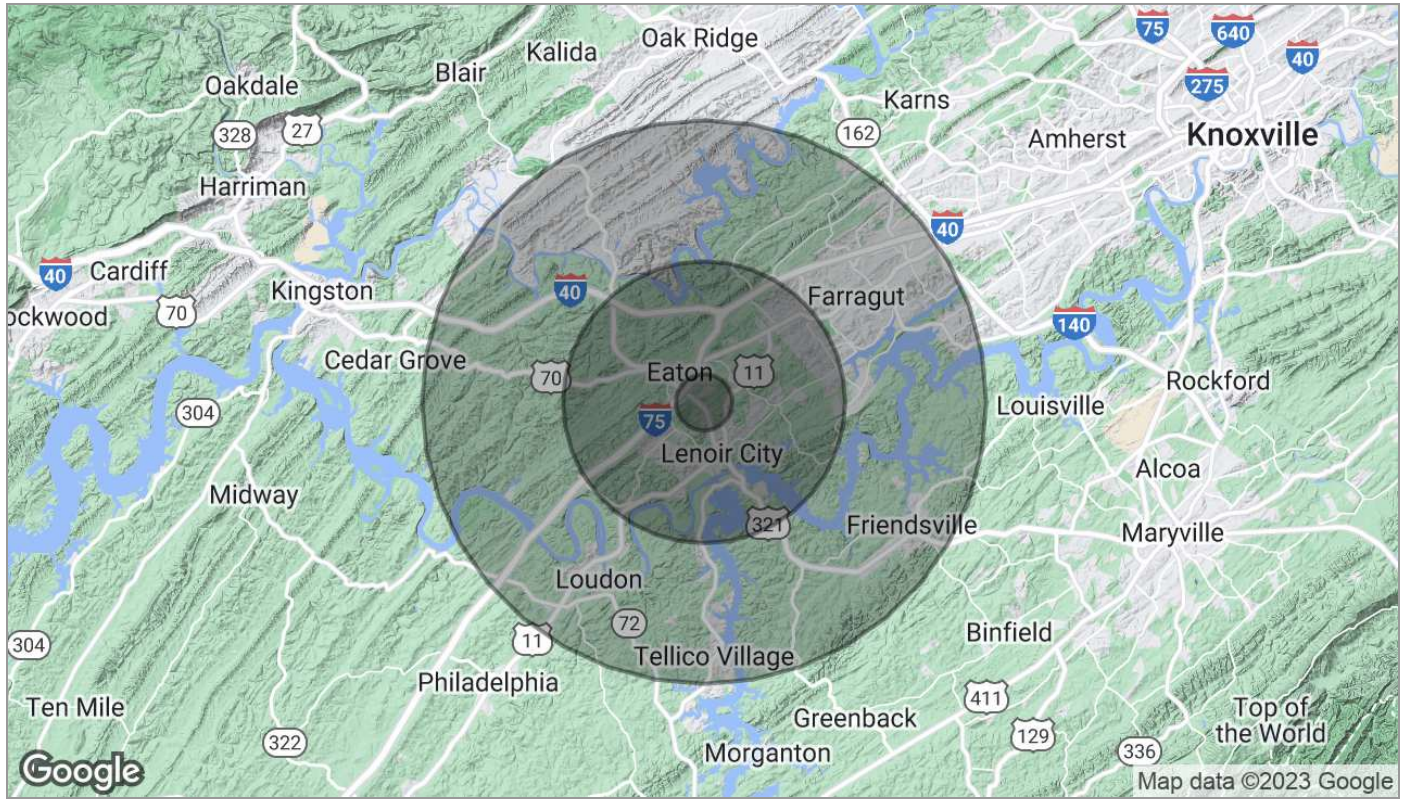 75
640
40
Oak Ridge
Kalida
Blair
Oakdale
275
Karns
328
27
162
Amherst
Knoxville
Harriman
40
40
Cardiff
Kingston
40
Farragut
70
ockwood
140
Cedar Grove
70
Eaton
11
Rockford
304
75
Louisville
Lenoir City
Alcoa
Midway
321
Friendsville
Maryville
Loudon
72
304
11
Binfield
Tellico Village
Philadelphia
411
Ten Mile
Greenback
Top of
the World
322
129
336
Morganton
Google
Map data ©2023 Google